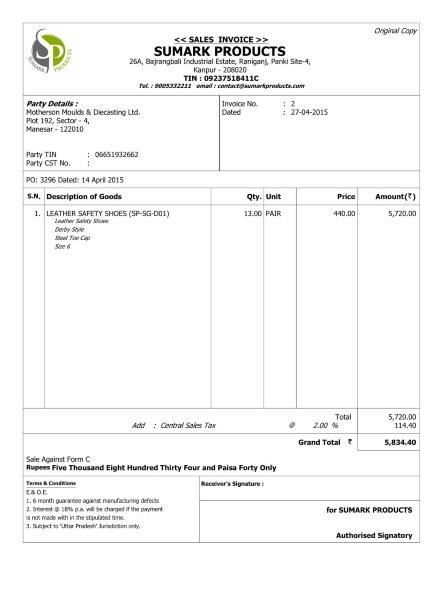 Original Copy
SUMARK PRODUCTS
<< SALES INVOICE >>
SUMARK PRODUCTS
26A, Bajrangbali Industrial Estate, Raniganj, Panki Site-4,
Kanpur - 208020
TIN : 09237518411C
Tel. : 9005332211 email : contact@sumarkproducts.com
Party Details :
Motherson Moulds & Diecasting Ltd.
Plot 192, Sector - 4,
Manesar - 122010
Party TIN : 06651932662
Party CST No. :
Invoice No. : 2
Dated : 27-04-2015
PO: 3296 Dated: 14 April 2015
S.N. Description of Goods Qty. Unit Price Amount(₹)
1. LEATHER SAFETY SHOES (SP-SG-D01) 13.00 PAIR 440.00 5,720.00
Leather Safety Shoes
Derby Style
Steel Toe Cap
Size 6
Total 5,720.00
Add : Central Sales Tax @ 2.00 % 114.40
Grand Total ₹ 5,834.40
Sale Against Form C
Rupees Five Thousand Eight Hundred Thirty Four and Paisa Forty Only
Terms & Conditions
E.& O.E.
1. 6 month guarantee against manufacturing defects
2. Interest @ 18% p.a. will be charged if the payment
is not made with in the stipulated time.
3. Subject to 'Uttar Pradesh' Jurisdiction only.
Receiver's Signature :
for SUMARK PRODUCTS
Authorised Signatory